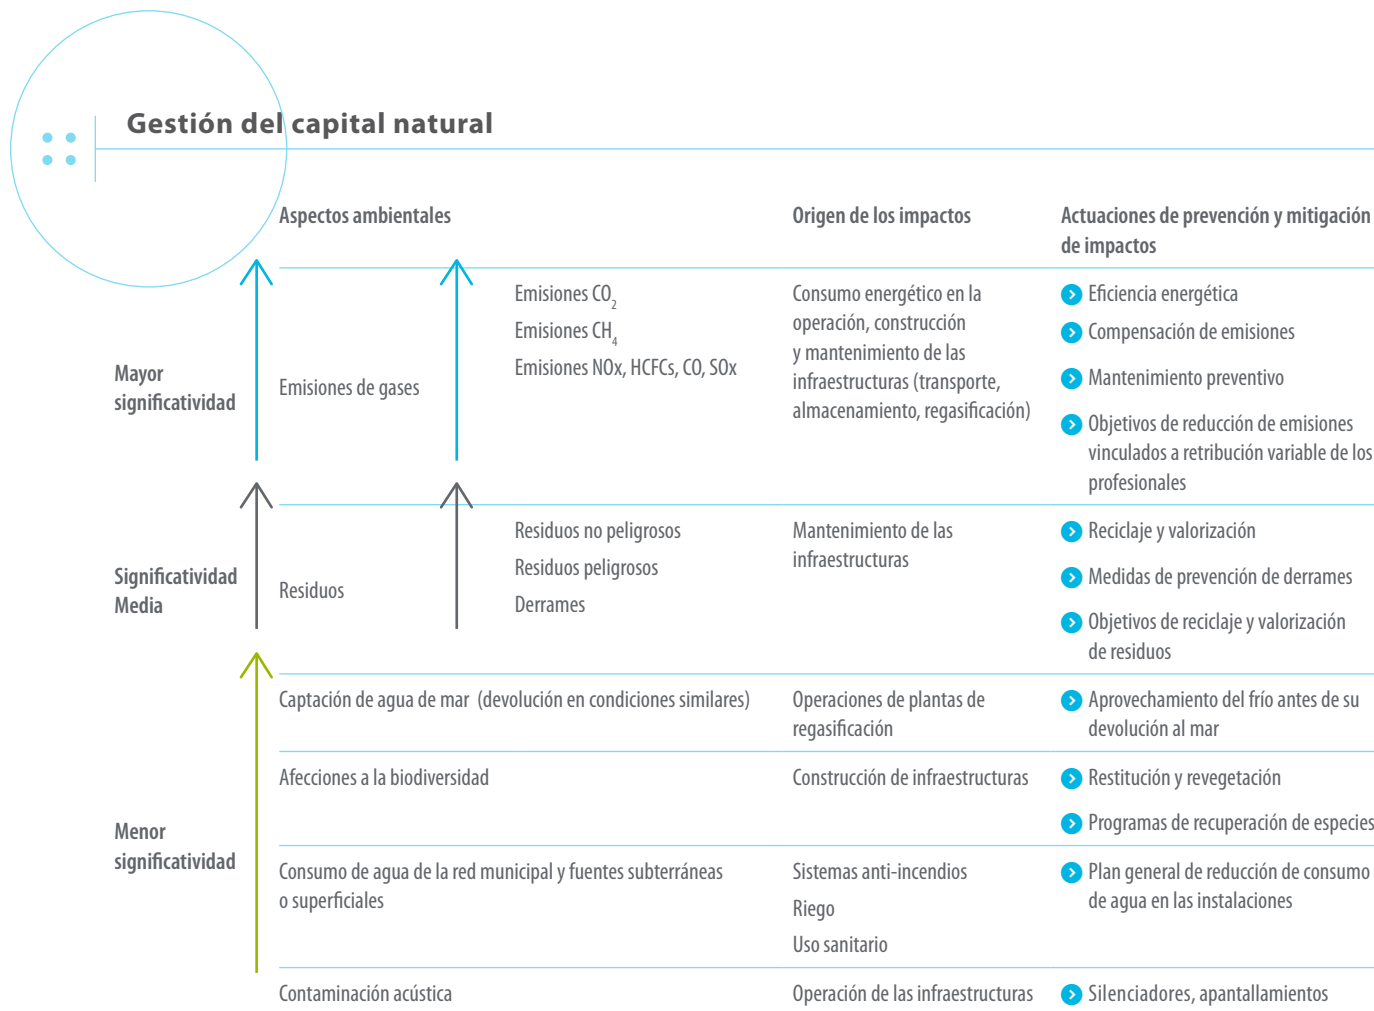 Gestión del capital natural
Aspectos ambientales
Origen de los impactos
Actuaciones de prevención y mitigación
de impactos
Mayor
significatividad
Emisiones de gases
Emisiones CO2
Emisiones CH4
Emisiones NOx, HCFCs, CO, SOx
Consumo energético en la
operación, construcción
y mantenimiento de las
infraestructuras (transporte,
almacenamiento, regasificación)
Eficiencia energética
Compensación de emisiones
Mantenimiento preventivo
Objetivos de reducción de emisiones
vinculados a retribución variable de los
profesionales
Significatividad
Media
Residuos
Residuos no peligrosos
Residuos peligrosos
Derrames
Mantenimiento de las
infraestructuras
Reciclaje y valorización
Medidas de prevención de derrames
Objetivos de reciclaje y valorización
de residuos
Menor
significatividad
Captación de agua de mar (devolución en condiciones similares)
Operaciones de plantas de
regasificación
Aprovechamiento del frío antes de su
devolución al mar
Afecciones a la biodiversidad
Construcción de infraestructuras
Restitución y revegetación
Programas de recuperación de especies
Consumo de agua de la red municipal y fuentes subterráneas
o superficiales
Sistemas anti-incendios
Riego
Uso sanitario
Plan general de reducción de consumo
de agua en las instalaciones
Contaminación acústica
Operación de las infraestructuras
Silenciadores, apantallamientos